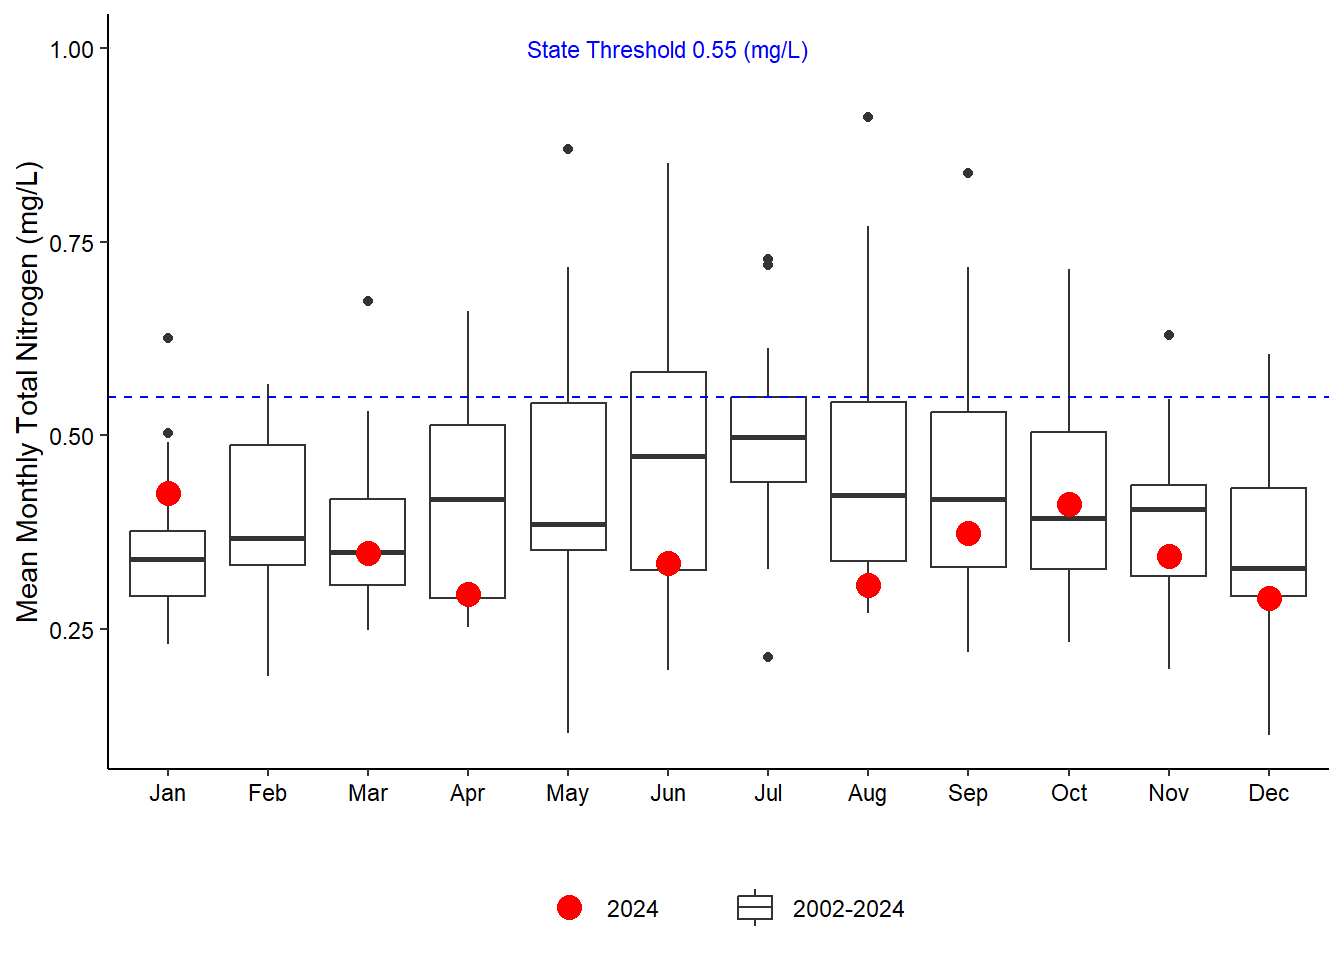 State Threshold 0.55 (mg/L)
Mean Monthly Total Nitrogen (mg/L)
1.00
0.75
0.50
0.25
Jan Feb Mar Apr May Jun Jul Aug Sep Oct Nov Dec
2024 2002-2024